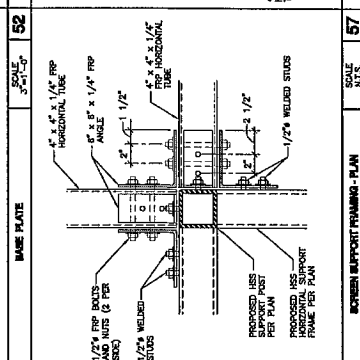 BASE PLATE
SCALE
3"=1'-0"
52
4" x 4" x 1/4" FRP
HORIZONTAL TUBE
8" x 8" x 1/4" FRP
ANGLE
1 1/2"
2"
4" x 4" x 1/4"
FRP HORIZONTAL
TUBE
1/2"ø FRP BOLTS
AND NUTS (2 PER
SIDE)
1/2"ø WELDED
STUDS
2"
2 1/2"
1/2"ø WELDED STUDS
PROPOSED HSS
SUPPORT POST
PER PLAN
PROPOSED HSS
HORIZONTAL SUPPORT
FRAME PER PLAN
SCREEN SUPPORT FRAMING - PLAN
SCALE
N.T.S.
57